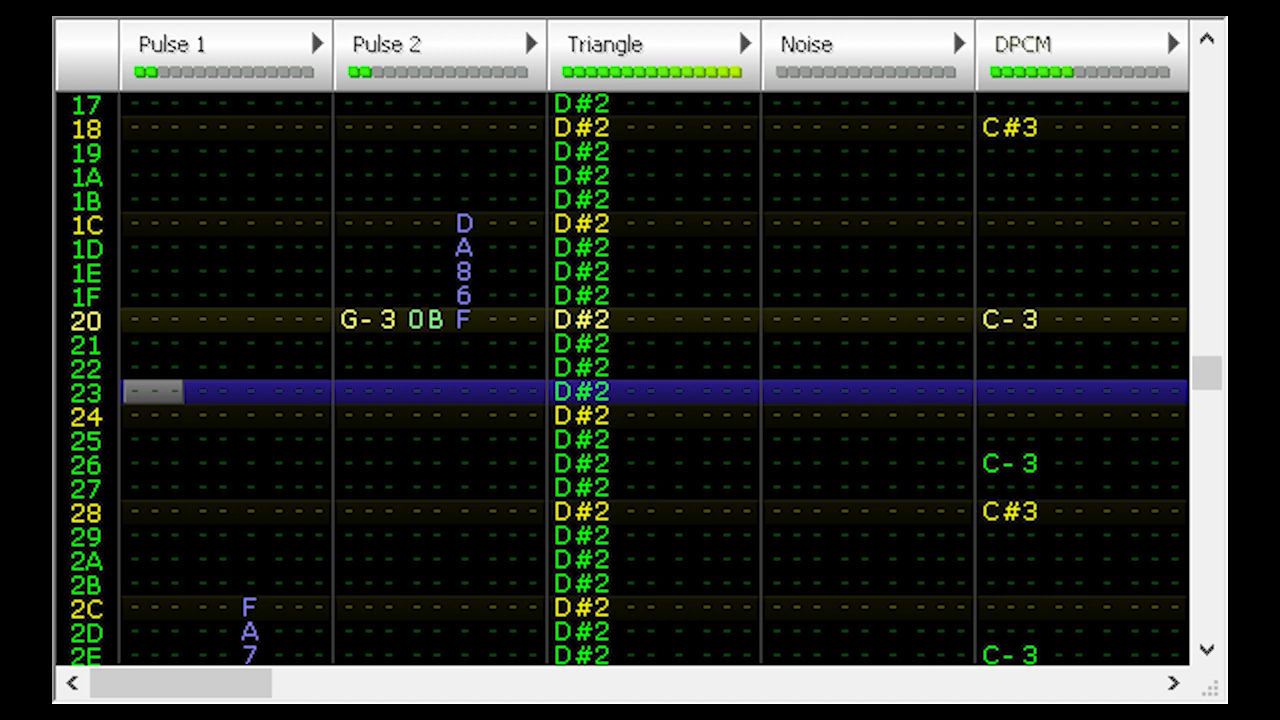 Pulse 1 Pulse 2 Triangle Noise DPCM
17 D#2
18 D#2 C#3
19 D#2
1A D#2
1B D#2
1C D D#2
1D A D#2
1E 8 D#2
1F 6 D#2
20 G-3 0B F D#2 C-3
21 D#2
22 D#2
23 --- D#2
24 D#2
25 D#2
26 D#2 C-3
27 D#2
28 D#2 C#3
29 D#2
2A D#2
2B D#2
2C F D#2
2D A D#2
2E 7 D#2 C-3